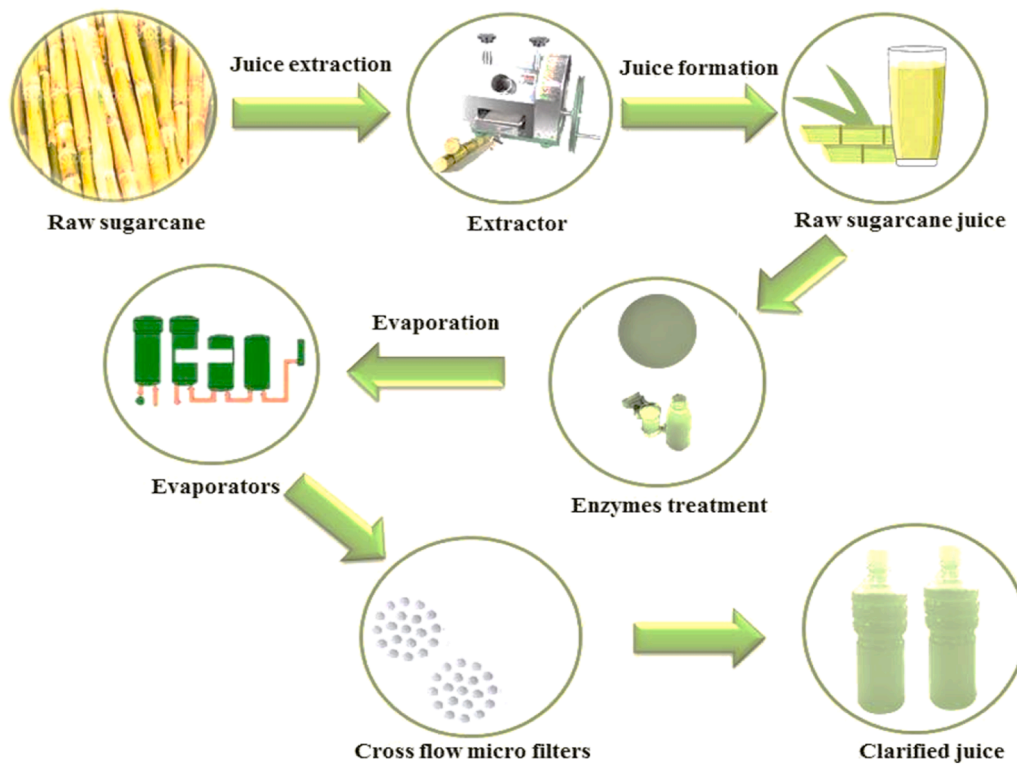 Juice extraction
Juice formation
Raw sugarcane
Extractor
Raw sugarcane juice
Evaporation
Evaporators
Enzymes treatment
Cross flow micro filters
Clarified juice